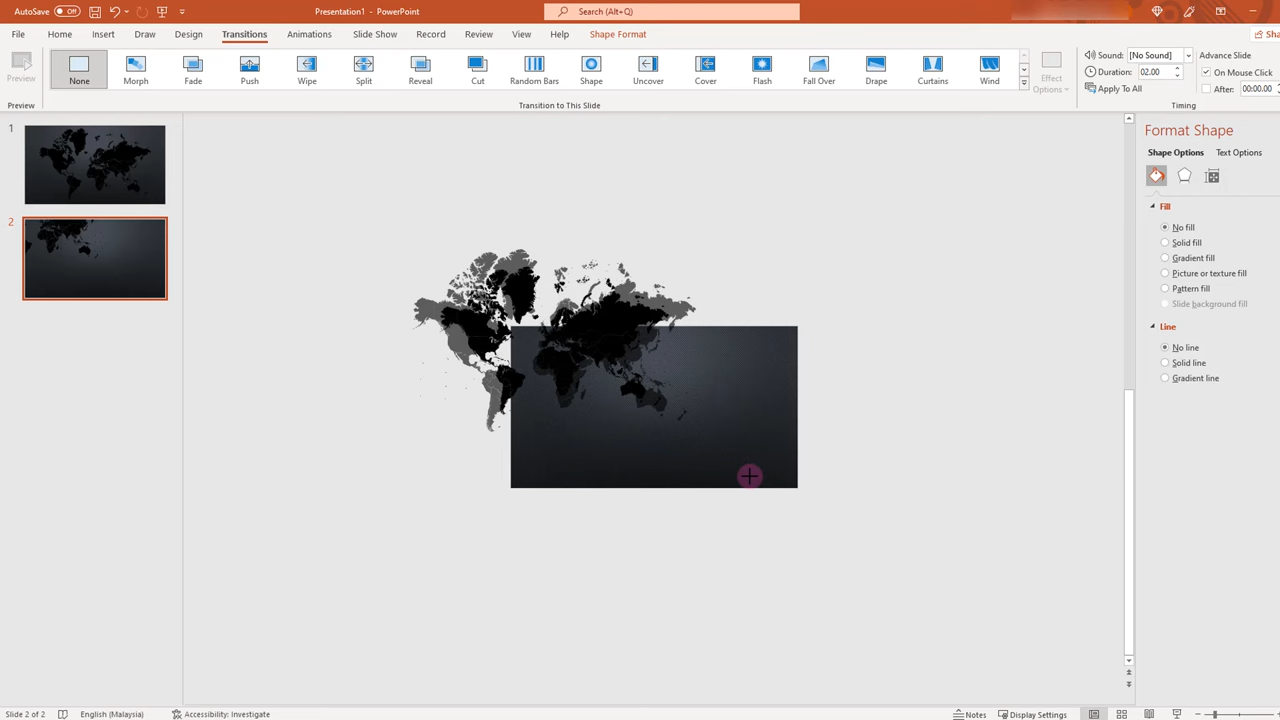 AutoSave Off Presentation1 - PowerPoint Search (Alt+Q)
File Home Insert Draw Design Transitions Animations Slide Show Record Review View Help Shape Format Sha
Preview None Morph Fade Push Wipe Split Reveal Cut Random Bars Shape Uncover Cover Flash Fall Over Drape Curtains Wind Effect Options
Sound: [No Sound] Advance Slide
Duration: 02.00 On Mouse Click
Apply To All After: 00:00.00
Preview Transition to This Slide Timing
1
2
Format Shape
Shape Options Text Options
Fill
No fill
Solid fill
Gradient fill
Picture or texture fill
Pattern fill
Slide background fill
Line
No line
Solid line
Gradient line
Slide 2 of 2 English (Malaysia) Accessibility: Investigate Notes Display Settings